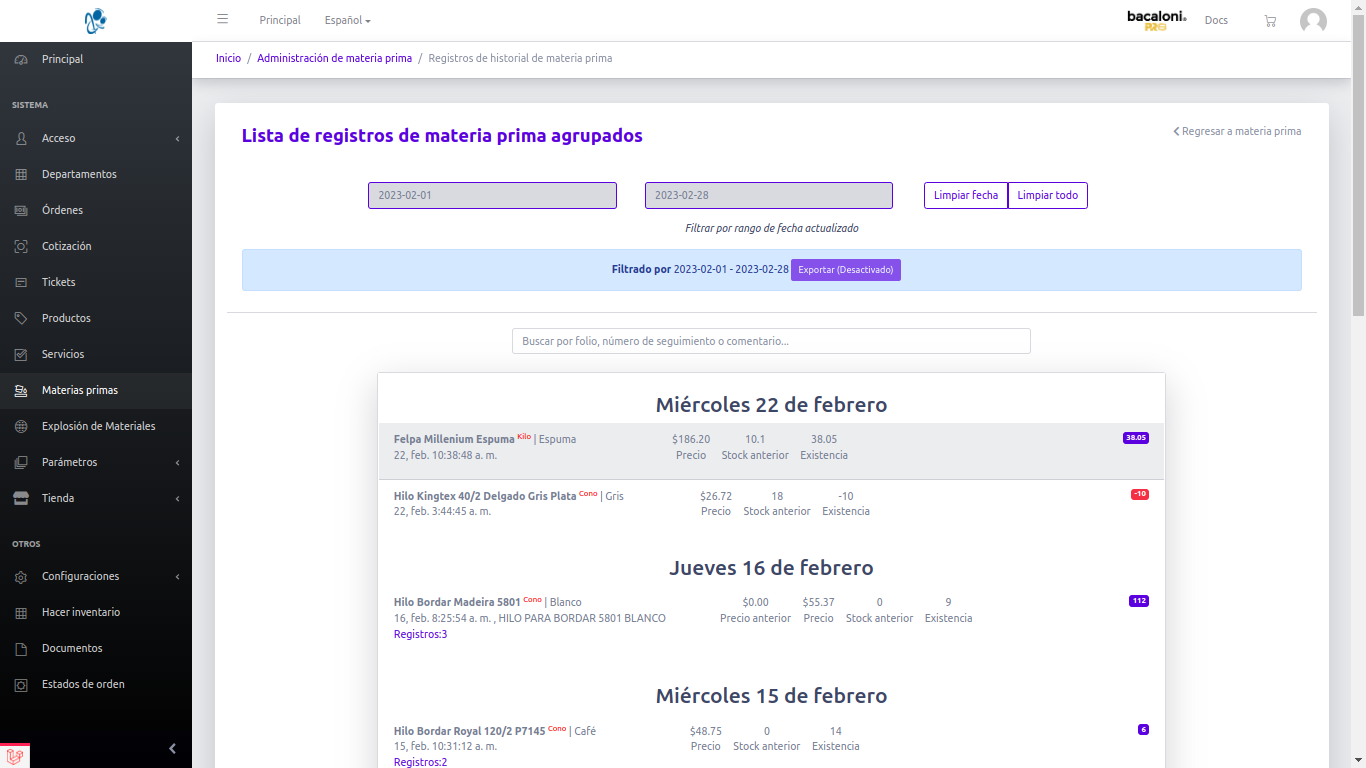 Principal
Español
bacaloni®
PRO
Docs
Principal
SISTEMA
Acceso
Departamentos
Órdenes
Cotización
Tickets
Productos
Servicios
Materias primas
Explosión de Materiales
Parámetros
Tienda
OTROS
Configuraciones
Hacer inventario
Documentos
Estados de orden
Inicio / Administración de materia prima / Registros de historial de materia prima
Lista de registros de materia prima agrupados
Regresar a materia prima
2023-02-01
2023-02-28
Limpiar fecha
Limpiar todo
Filtrar por rango de fecha actualizado
Filtrado por 2023-02-01 - 2023-02-28 Exportar (Desactivado)
Buscar por folio, número de seguimiento o comentario...
Miércoles 22 de febrero
Felpa Millenium Espuma Kilo | Espuma $186.20 10.1 38.05 38.05
22, feb. 10:38:48 a. m. Precio Stock anterior Existencia
Hilo Kingtex 40/2 Delgado Gris Plata Cono | Gris $26.72 18 -10 -10
22, feb. 3:44:45 a. m. Precio Stock anterior Existencia
Jueves 16 de febrero
Hilo Bordar Madeira 5801 Cono | Blanco $0.00 $55.37 0 9 112
16, feb. 8:25:54 a. m. , HILO PARA BORDAR 5801 BLANCO Precio anterior Precio Stock anterior Existencia
Registros:3
Miércoles 15 de febrero
Hilo Bordar Royal 120/2 P7145 Cono | Café $48.75 0 14 6
15, feb. 10:31:12 a. m. Precio Stock anterior Existencia
Registros:2